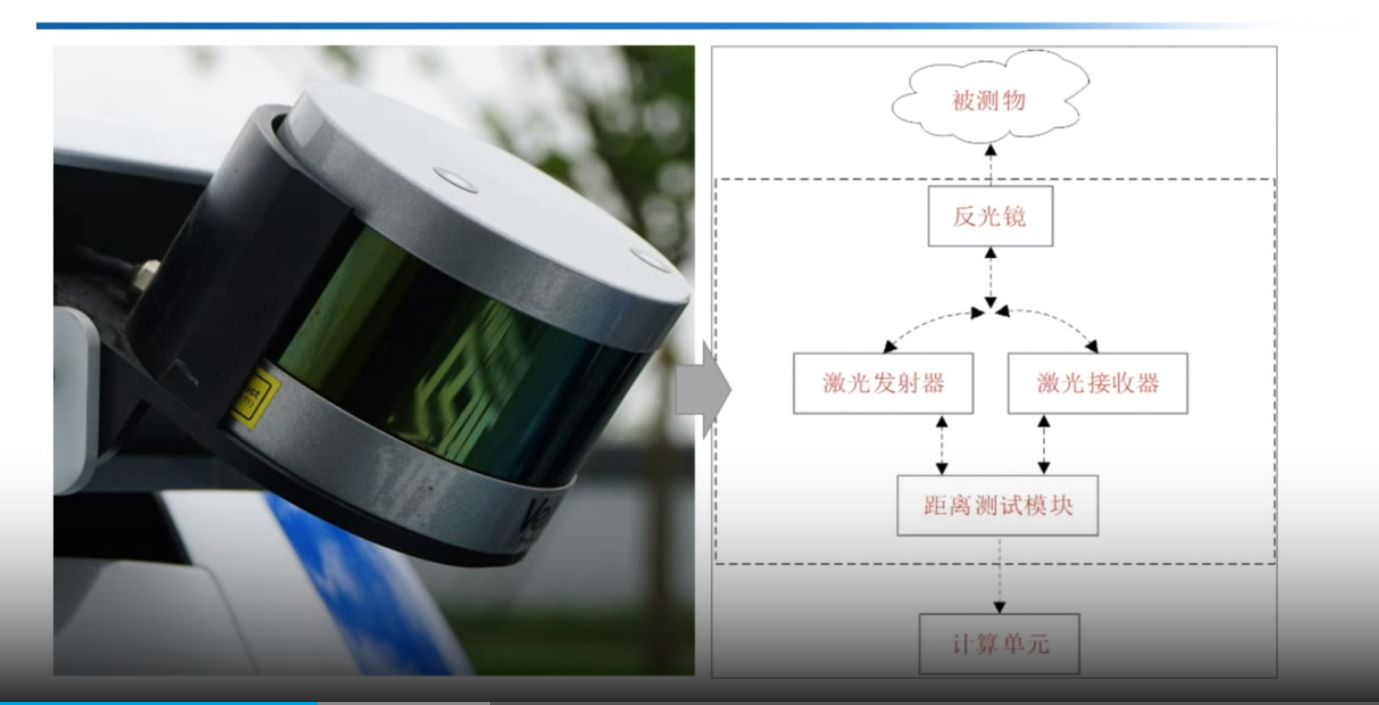 被测物
反光镜
激光发射器
激光接收器
距离测试模块
计算单元